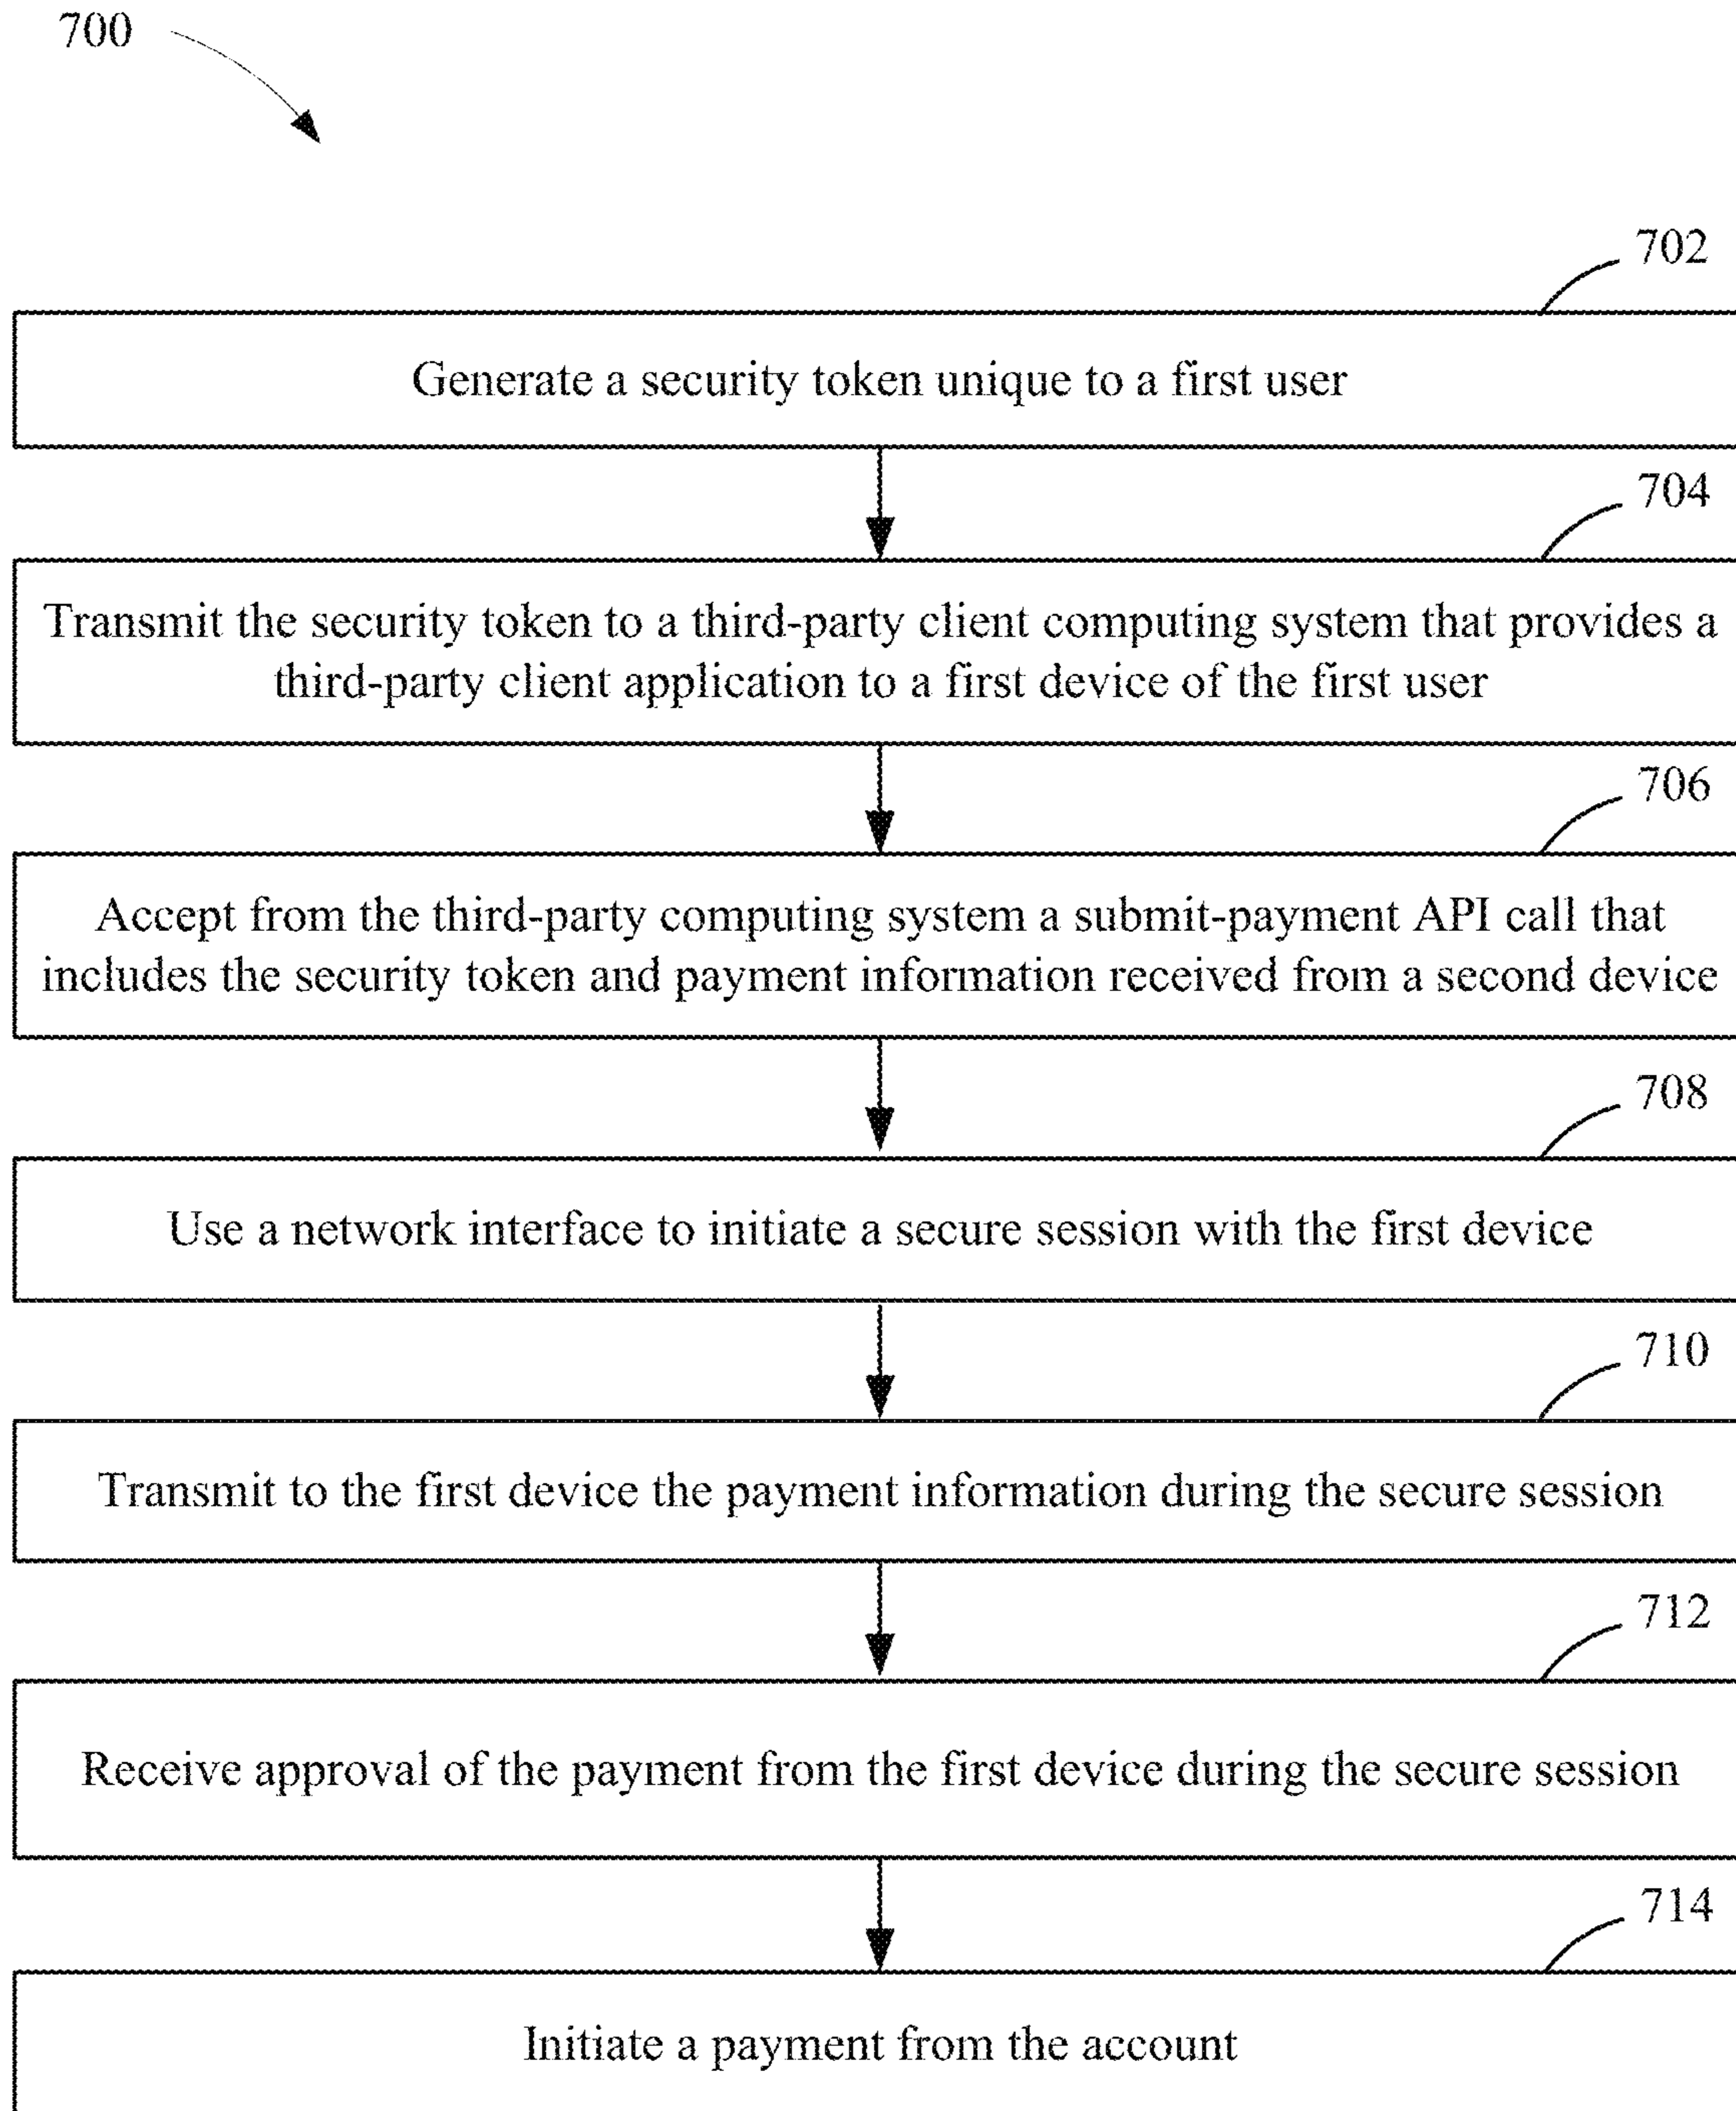 700
702
Generate a security token unique to a first user
704
Transmit the security token to a third-party client computing system that provides a
third-party client application to a first device of the first user
706
Accept from the third-party computing system a submit-payment API call that
includes the security token and payment information received from a second device
708
Use a network interface to initiate a secure session with the first device
710
Transmit to the first device the payment information during the secure session
712
Receive approval of the payment from the first device during the secure session
714
Initiate a payment from the account